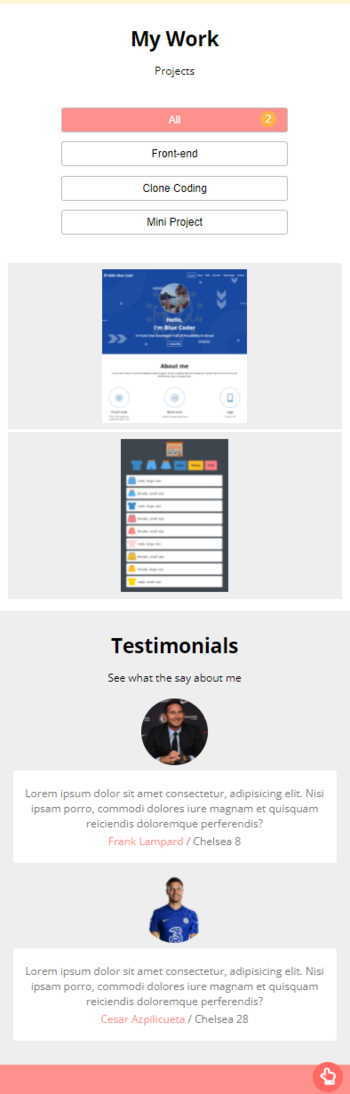 My Work
Projects
All
2
Front-end
Clone Coding
Mini Project
Hello,
I'm Blue Coder
About me
Testimonials
See what the say about me
Lorem ipsum dolor sit amet consectetur, adipisicing elit. Nisi
ipsam porro, commodi dolores iure magnam et quisquam
reiciendis doloremque perferendis?
Frank Lampard / Chelsea 8
Lorem ipsum dolor sit amet consectetur, adipisicing elit. Nisi
ipsam porro, commodi dolores iure magnam et quisquam
reiciendis doloremque perferendis?
Cesar Azpilicueta / Chelsea 28